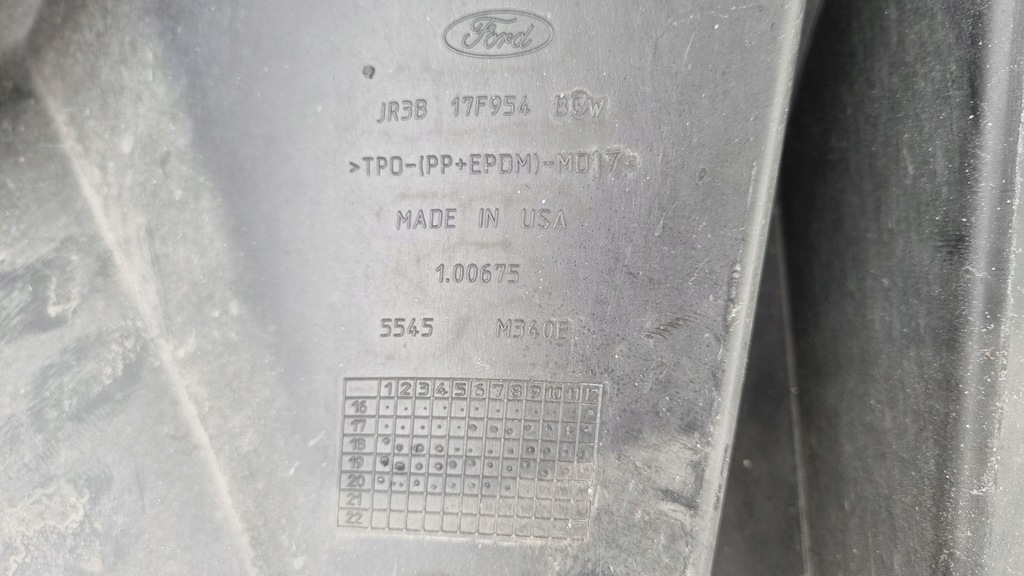 Ford
JR3B 17F954
>TPO-(PP+EPDM)-MD17
MADE IN USA
1.00675
5545 M340E
1 2 3 4 5 6 7 8 9 10 11 12
16
17
18
19
20
21
22